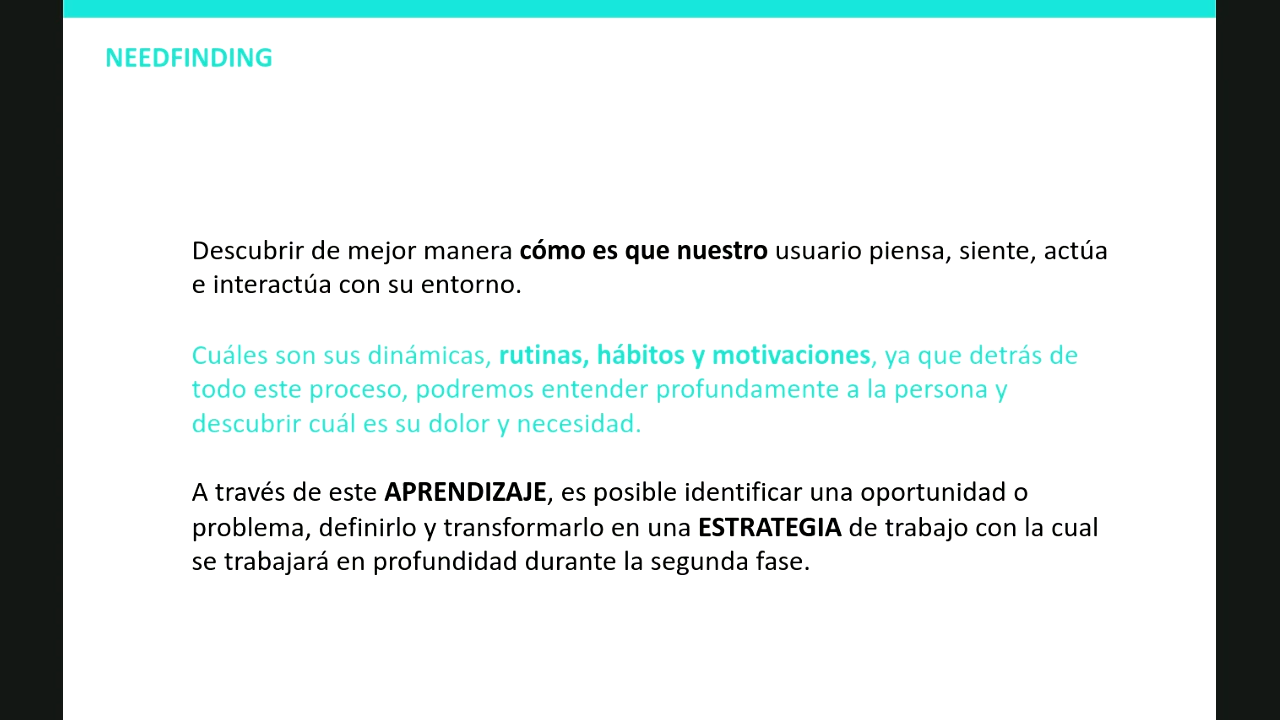 NEEDFINDING
Descubrir de mejor manera cómo es que nuestro usuario piensa, siente, actúa
e interactúa con su entorno.
Cuáles son sus dinámicas, rutinas, hábitos y motivaciones, ya que detrás de
todo este proceso, podremos entender profundamente a la persona y
descubrir cuál es su dolor y necesidad.
A través de este APRENDIZAJE, es posible identificar una oportunidad o
problema, definirlo y transformarlo en una ESTRATEGIA de trabajo con la cual
se trabajará en profundidad durante la segunda fase.